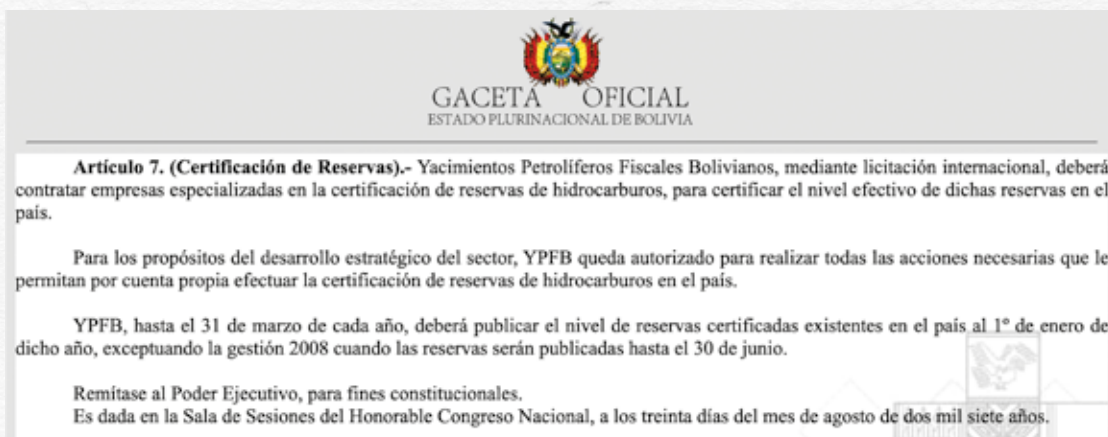 GACETA OFICIAL
ESTADO PLURINACIONAL DE BOLIVIA
Artículo 7. (Certificación de Reservas).- Yacimientos Petrolíferos Fiscales Bolivianos, mediante licitación internacional, deberá
contratar empresas especializadas en la certificación de reservas de hidrocarburos, para certificar el nivel efectivo de dichas reservas en el
país.
Para los propósitos del desarrollo estratégico del sector, YPFB queda autorizado para realizar todas las acciones necesarias que le
permitan por cuenta propia efectuar la certificación de reservas de hidrocarburos en el país.
YPFB, hasta el 31 de marzo de cada año, deberá publicar el nivel de reservas certificadas existentes en el país al 1º de enero de
dicho año, exceptuando la gestión 2008 cuando las reservas serán publicadas hasta el 30 de junio.
Remítase al Poder Ejecutivo, para fines constitucionales.
Es dada en la Sala de Sesiones del Honorable Congreso Nacional, a los treinta días del mes de agosto de dos mil siete años.